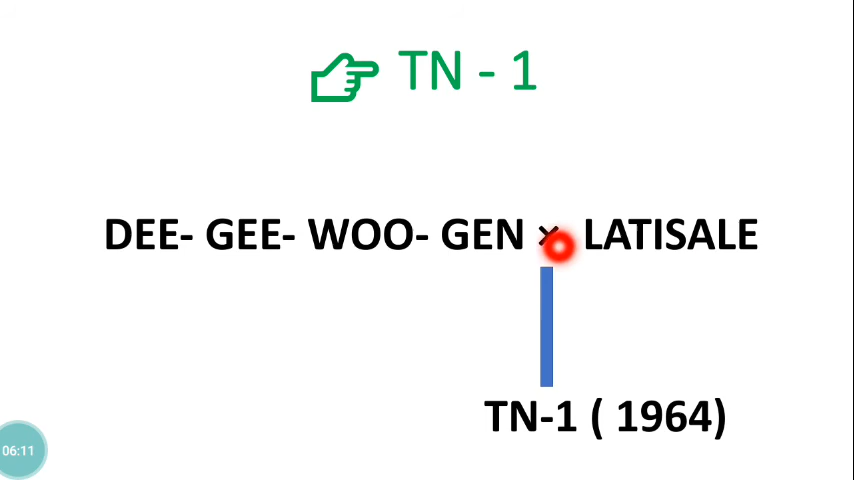 TN - 1
DEE- GEE- WOO- GEN × LATISALE
TN-1 ( 1964)
06:11